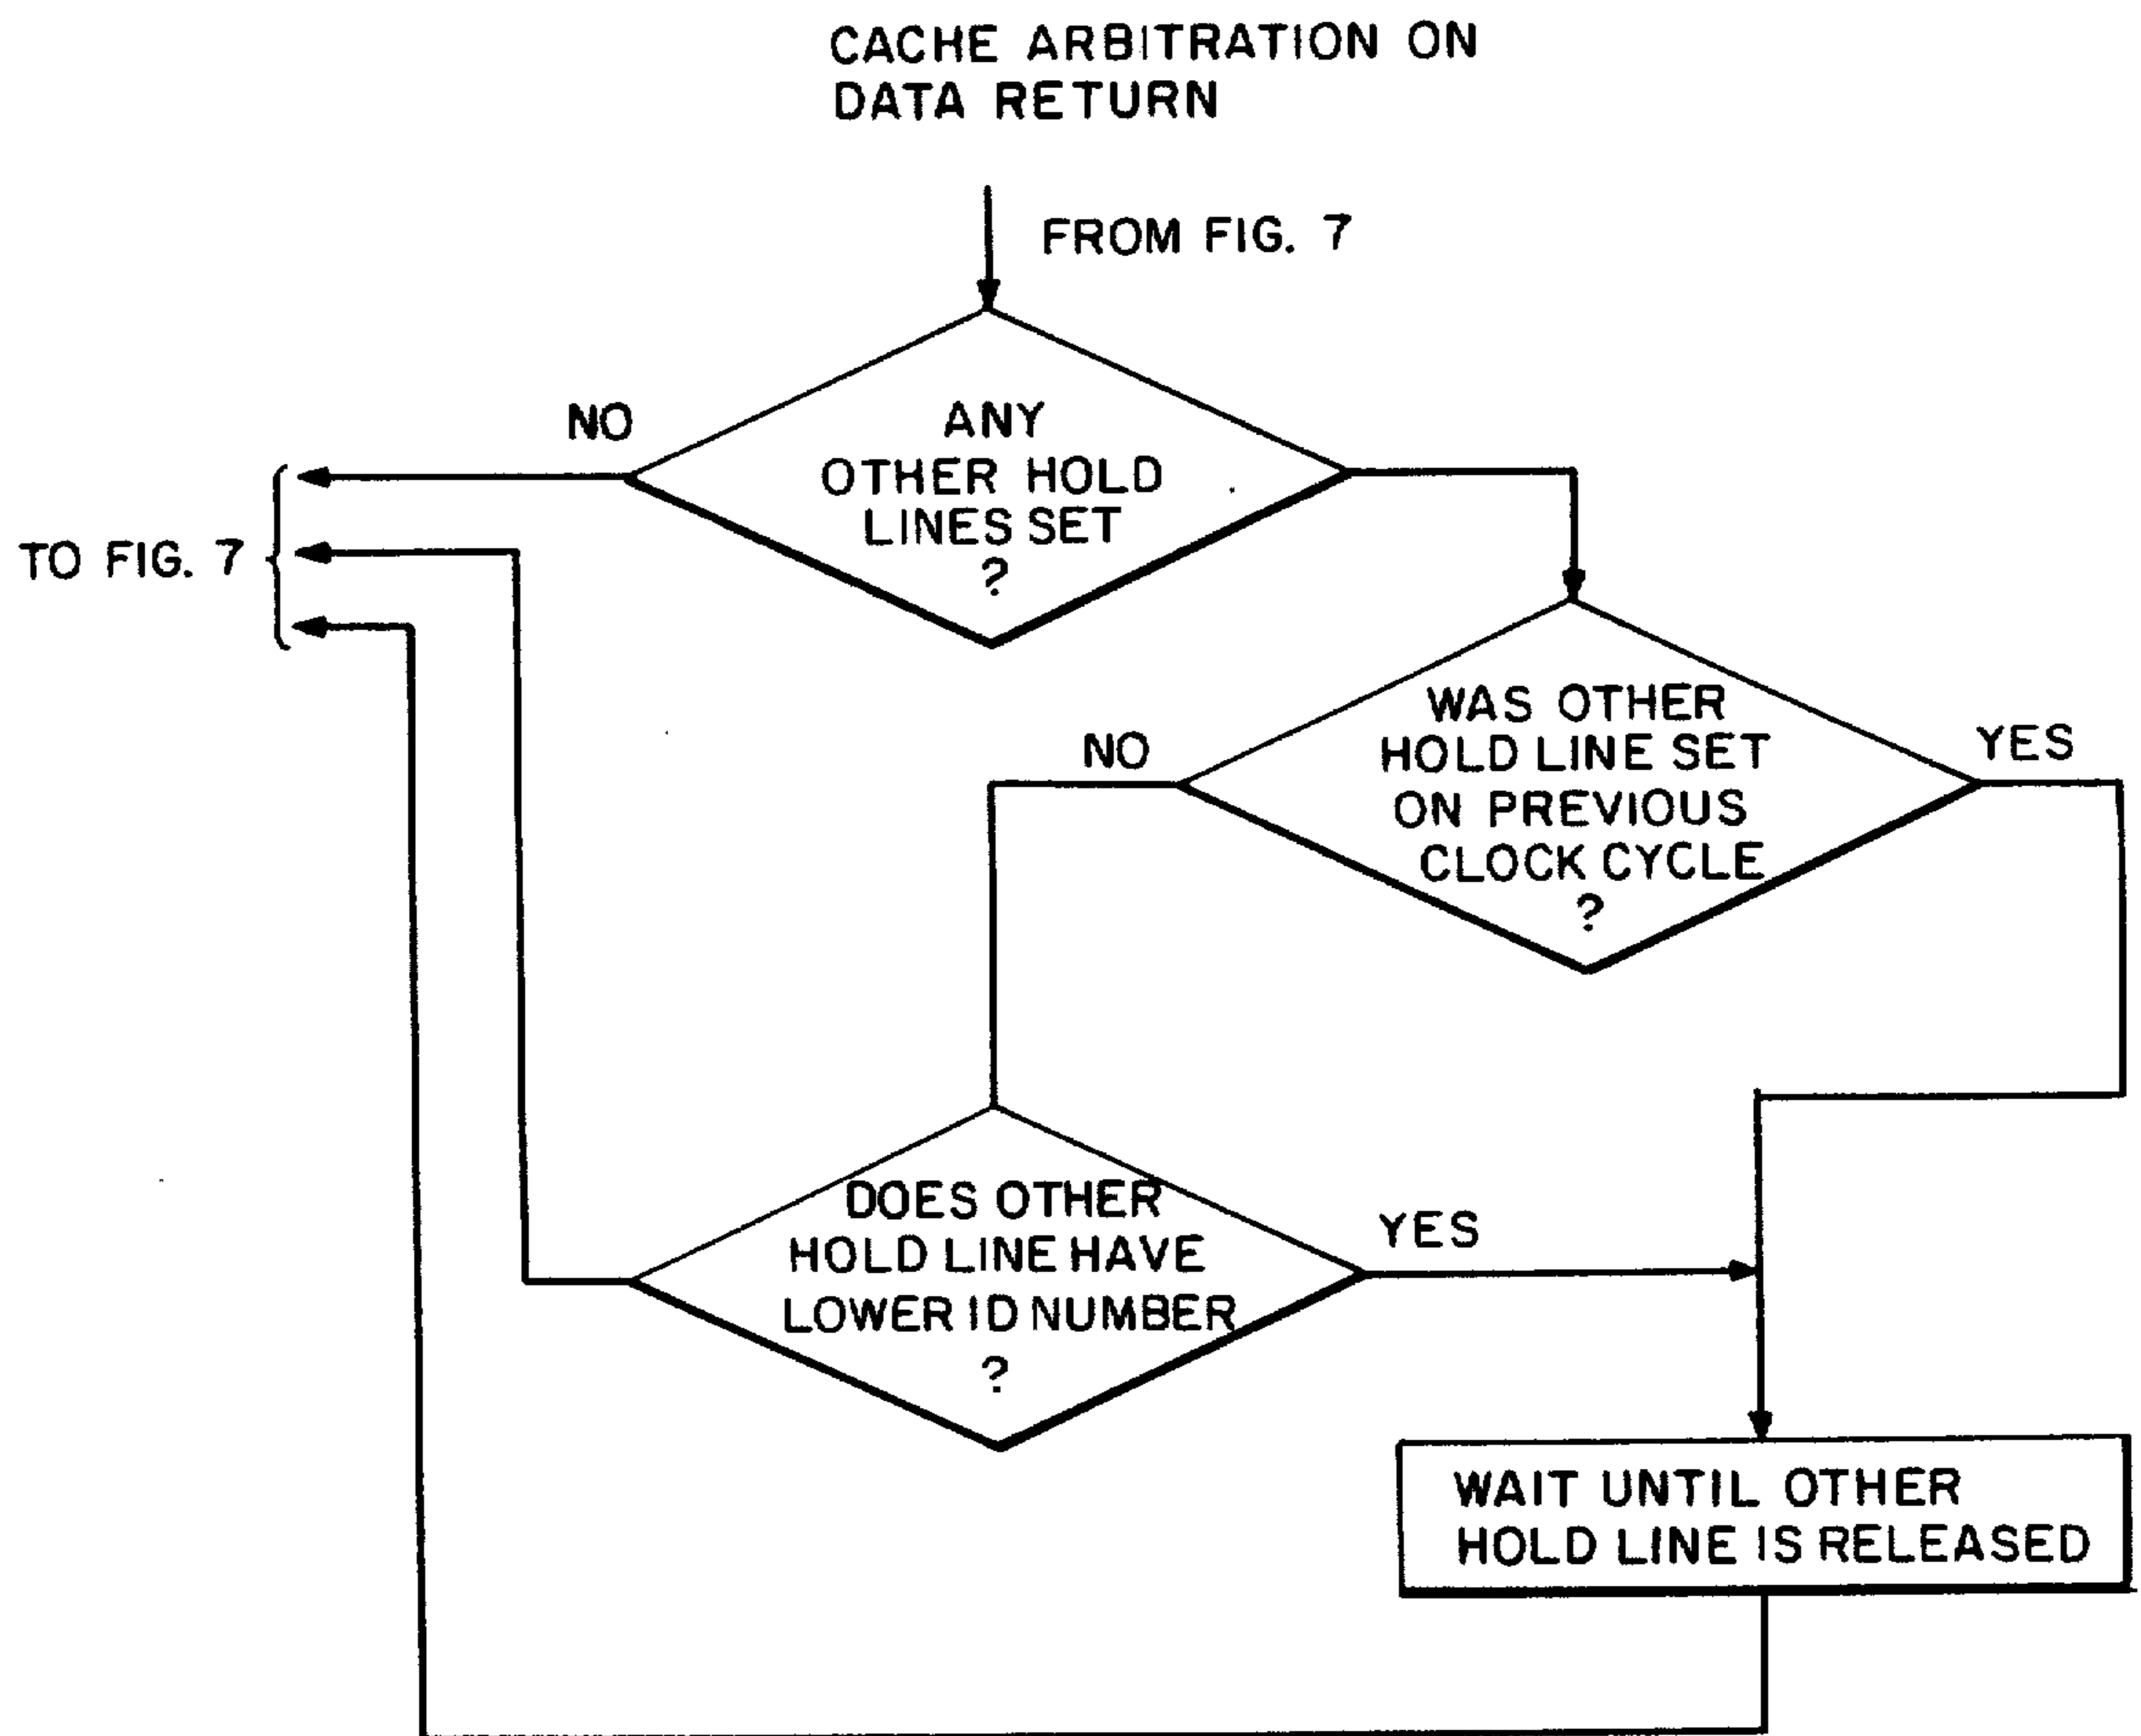 CACHE ARBITRATION ON
DATA RETURN
FROM FIG. 7
NO
ANY
OTHER HOLD
LINES SET
?
TO FIG. 7
NO
WAS OTHER
HOLD LINE SET
ON PREVIOUS
CLOCK CYCLE
?
YES
DOES OTHER
HOLD LINE HAVE
LOWER ID NUMBER
?
YES
WAIT UNTIL OTHER
HOLD LINE IS RELEASED